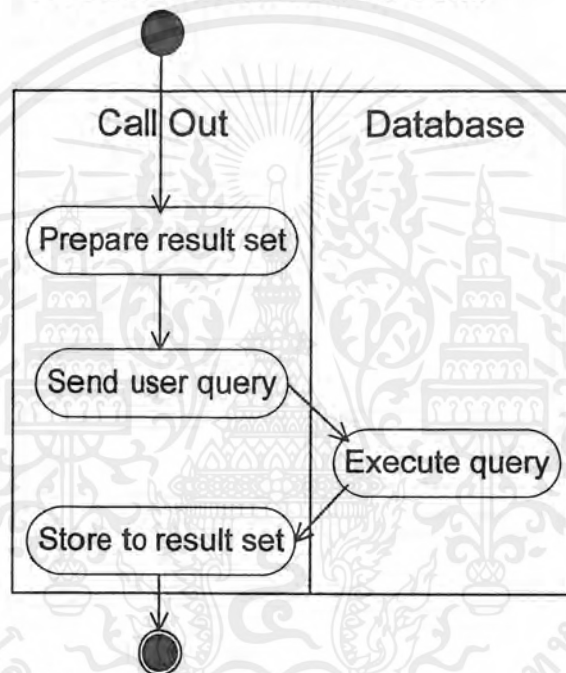 Call Out
Database
Prepare result set
Send user query
Execute query
Store to result set